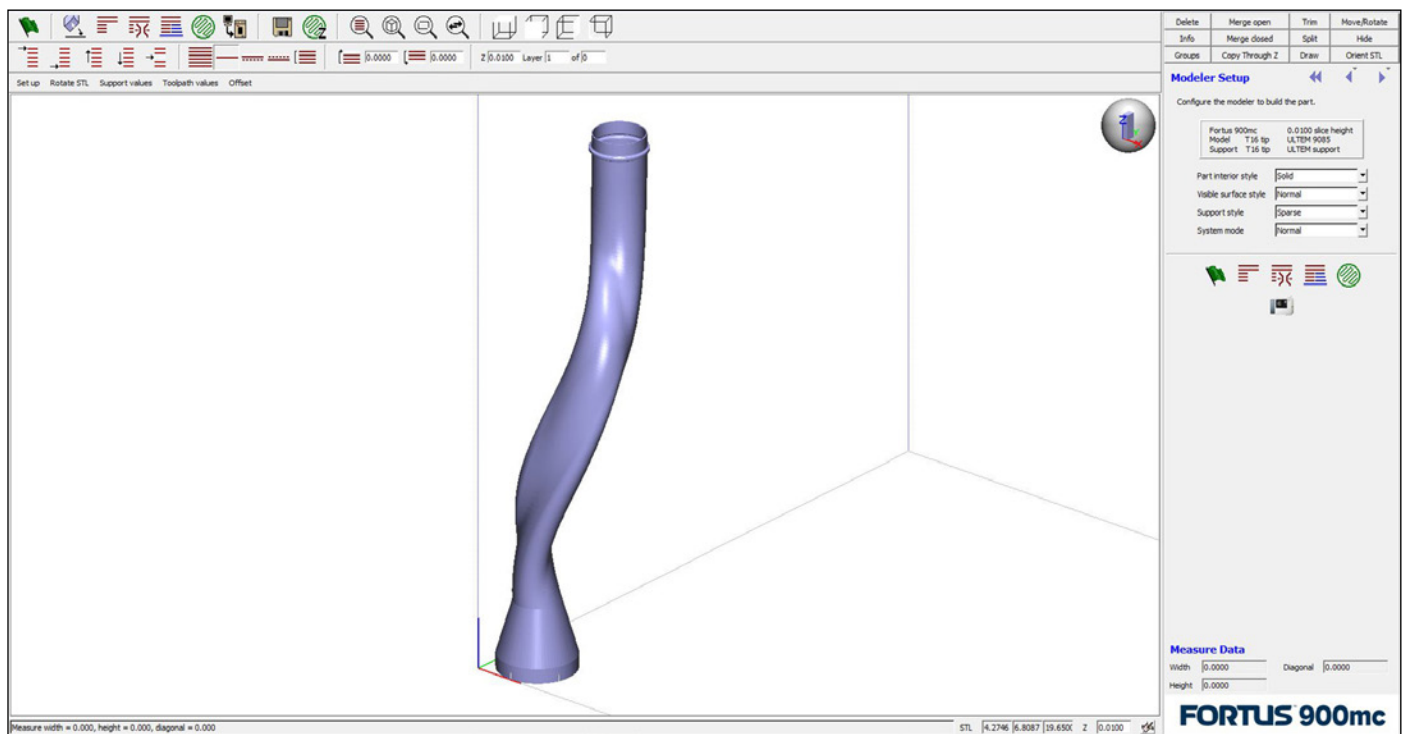 Delete Merge open Trim Move/Rotate
Info Merge closed Split Hide
0.0000 0.0000 Z 0.0100 Layer 1 of 0
Groups Copy Through Z Draw Orient STL
Set up Rotate STL Support values Toolpath values Offset
Modeler Setup
Configure the modeler to build the part.
Z
Fortus 900mc 0.0100 slice height
Model T16 tip ULTEM 9085
Support T16 tip ULTEM support
Part interior style Solid
Visible surface style Normal
Support style Sparse
System mode Normal
Measure Data
Width 0.0000 Diagonal 0.0000
Height 0.0000
FORTUS 900mc
Measure width = 0.000, height = 0.000, diagonal = 0.000
STL 4.2746 6.8087 19.650 Z 0.0100